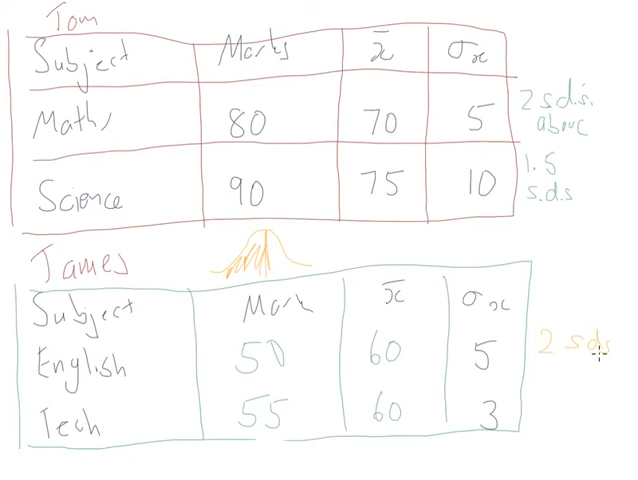 Tom
Subject Marks x̄ σx
Maths 80 70 5 2 s.d.s. above
Science 90 75 10 1.5 s.d.s
James
Subject Mark x̄ σx
English 50 60 5 2 sds
Tech 55 60 3